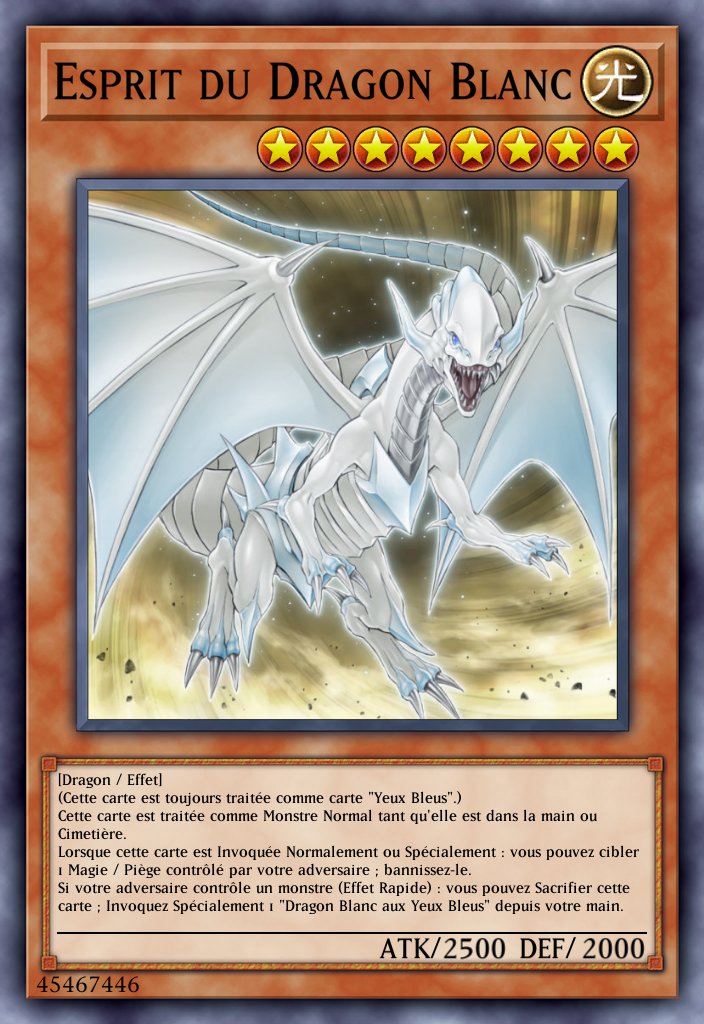 Esprit du Dragon Blanc 光
[Dragon / Effet]
(Cette carte est toujours traitée comme carte "Yeux Bleus".)
Cette carte est traitée comme Monstre Normal tant qu'elle est dans la main ou
Cimetière.
Lorsque cette carte est Invoquée Normalement ou Spécialement : vous pouvez cibler
1 Magie / Piège contrôlé par votre adversaire ; bannissez-le.
Si votre adversaire contrôle un monstre (Effet Rapide) : vous pouvez Sacrifier cette
carte ; Invoquez Spécialement 1 "Dragon Blanc aux Yeux Bleus" depuis votre main.
ATK/2500 DEF/2000
45467446